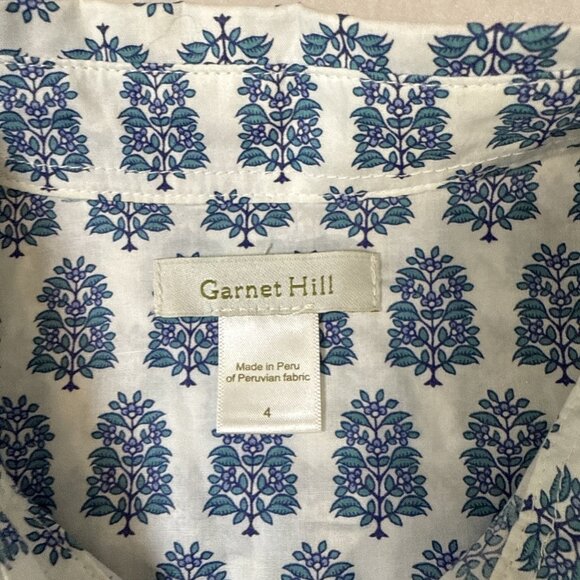 Garnet Hill
Made in Peru
of Peruvian fabric
4